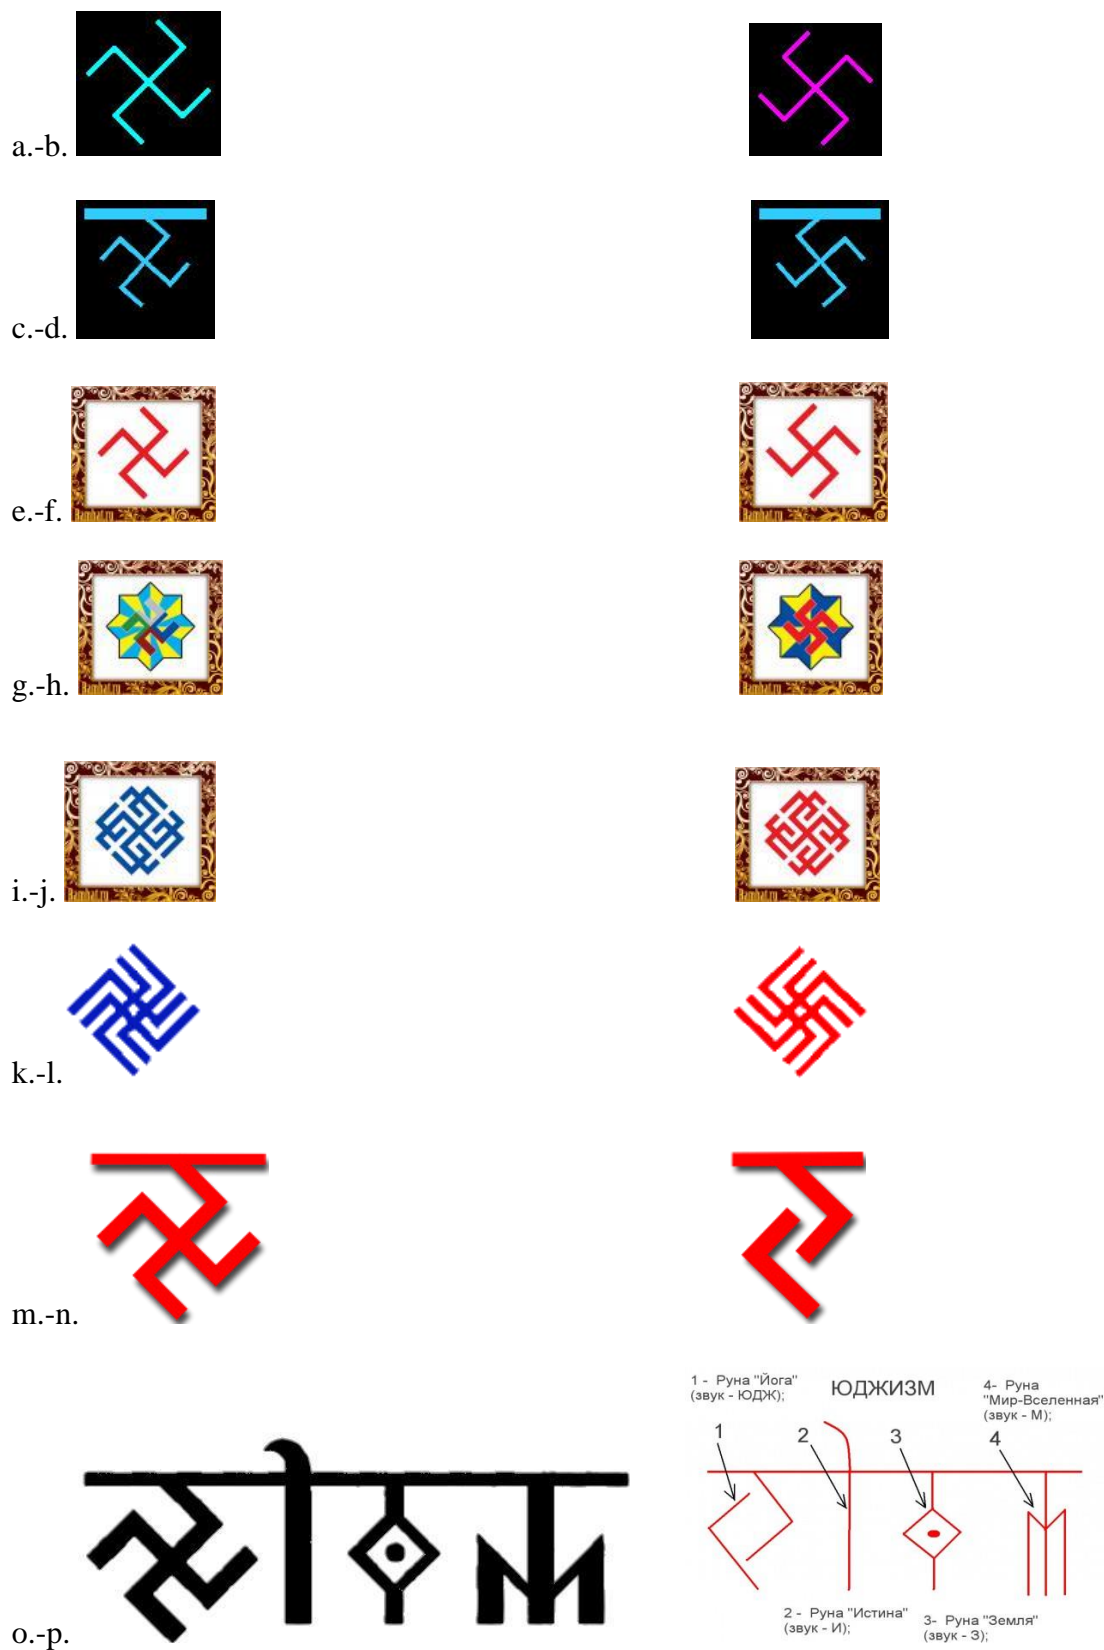 a.-b.
c.-d.
e.-f.
g.-h.
i.-j.
k.-l.
m.-n.
1 - Руна "Йога"
(звук - ЮДЖ);
ЮДЖИЗМ
4- Руна
"Мир-Вселенная"
(звук - М);
1
2
3
4
2 - Руна "Истина"
(звук - И);
3- Руна "Земля"
(звук - З);
o.-p.